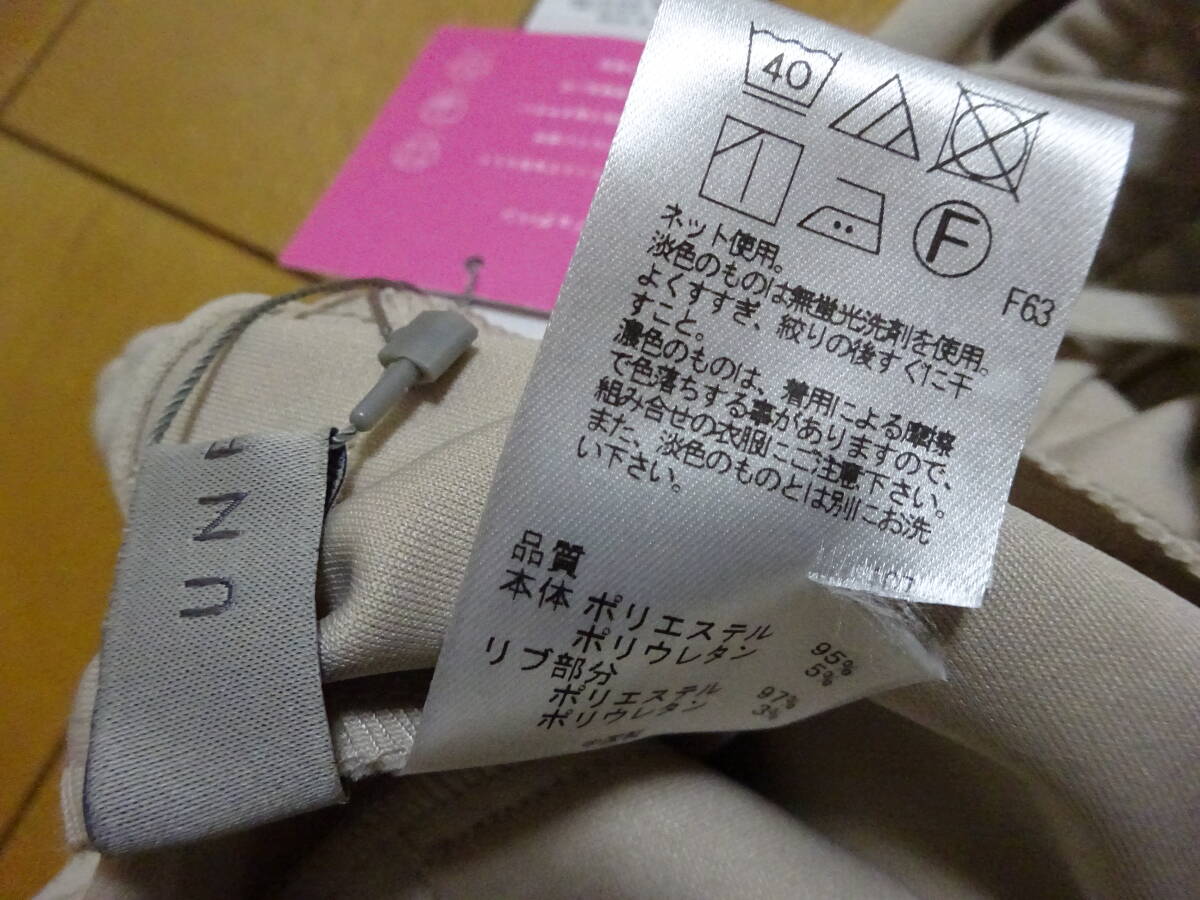 40
F
F63
ネット使用。
淡色のものは無蛍光洗剤を使用。
よくすすぎ、絞りの後すぐに干
すこと。
濃色のものは、着用による摩擦
で色落ちする事がありますので、
組み合せの衣服にご注意下さい。
また、淡色のものとは別にお洗
い下さい。
品質
本体 ポリエステル 95%
ポリウレタン 5%
リブ部分
ポリエステル 97%
ポリウレタン 3%
UNF